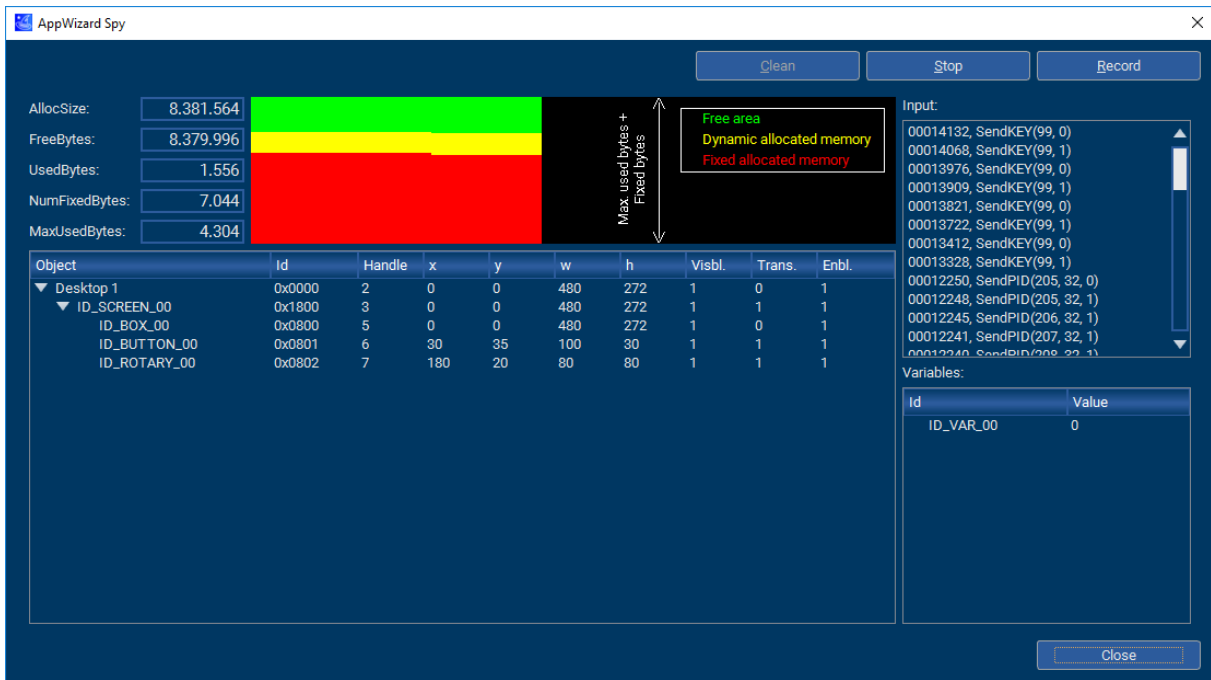 AppWizard Spy
Clean Stop Record
AllocSize: 8.381.564
FreeBytes: 8.379.996
UsedBytes: 1.556
NumFixedBytes: 7.044
MaxUsedBytes: 4.304
Max. used bytes +
Fixed bytes
Free area
Dynamic allocated memory
Fixed allocated memory
Object Id Handle x y w h Visbl. Trans. Enbl.
Desktop 1 0x0000 2 0 0 480 272 1 0 1
ID_SCREEN_00 0x1800 3 0 0 480 272 1 1 1
ID_BOX_00 0x0800 5 0 0 480 272 1 0 1
ID_BUTTON_00 0x0801 6 30 35 100 30 1 1 1
ID_ROTARY_00 0x0802 7 180 20 80 80 1 1 1
Input:
00014132, SendKEY(99, 0)
00014068, SendKEY(99, 1)
00013976, SendKEY(99, 0)
00013909, SendKEY(99, 1)
00013821, SendKEY(99, 0)
00013722, SendKEY(99, 1)
00013412, SendKEY(99, 0)
00013328, SendKEY(99, 1)
00012250, SendPID(205, 32, 0)
00012248, SendPID(205, 32, 1)
00012245, SendPID(206, 32, 1)
00012241, SendPID(207, 32, 1)
00012240, SendPID(208, 32, 1)
Variables:
Id Value
ID_VAR_00 0
Close